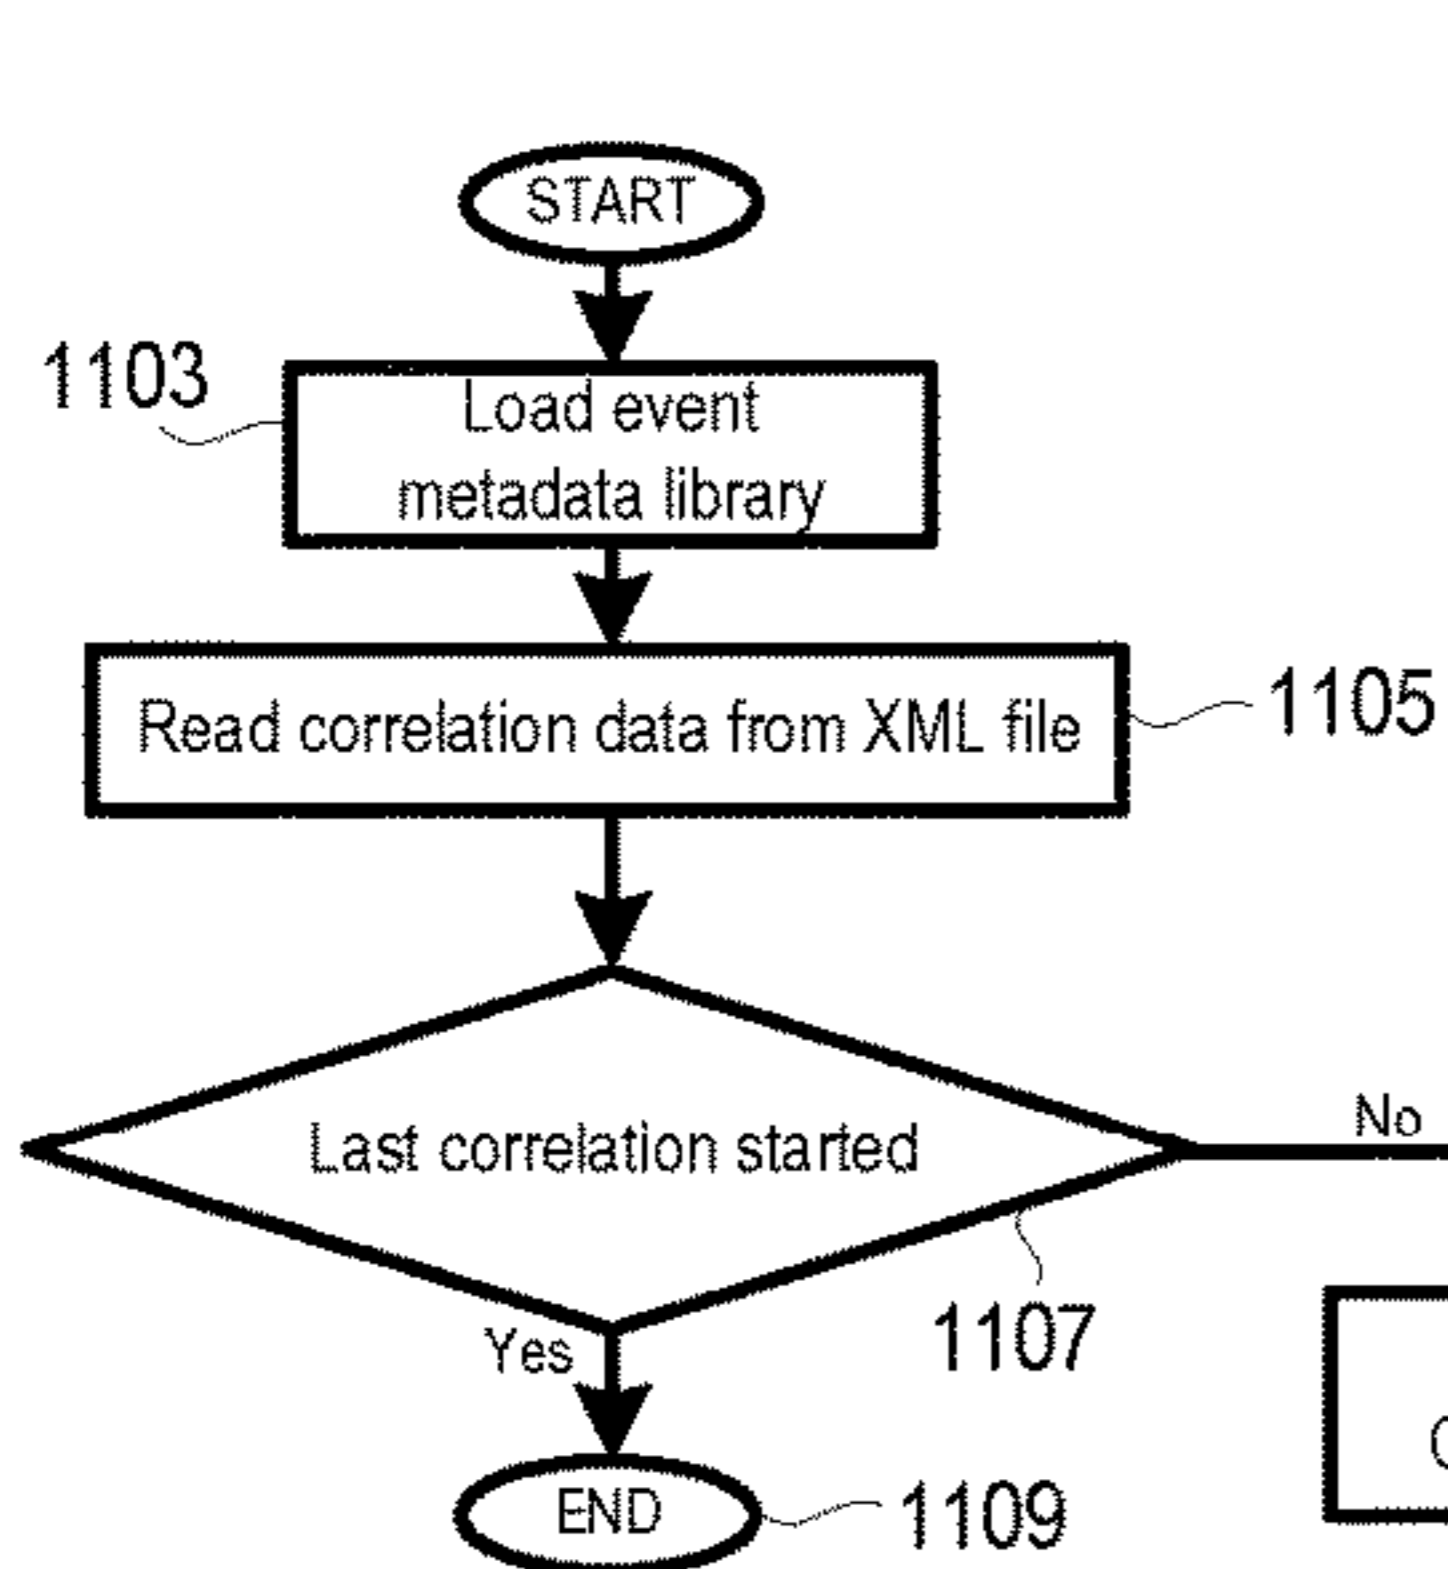 START
1103
Load event
metadata library
Read correlation data from XML file
1105
Last correlation started
No
1107
Yes
END
1109